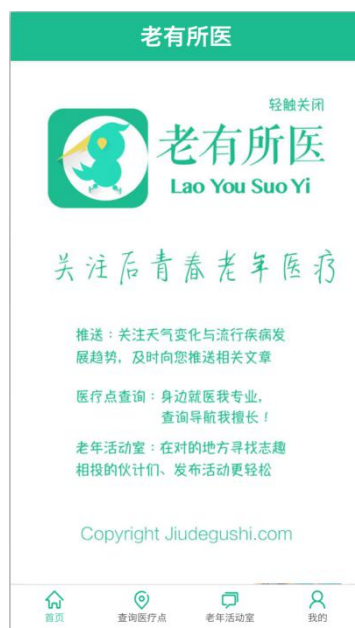 老有所医
轻触关闭
老有所医
Lao You Suo Yi
关注后青春老年医疗
推送：关注天气变化与流行疾病发
展趋势，及时向您推送相关文章
医疗点查询：身边就医我专业，
查询导航我擅长！
老年活动室：在对的地方寻找志趣
相投的伙计们、发布活动更轻松
Copyright Jiudegushi.com
首页 查询医疗点 老年活动室 我的